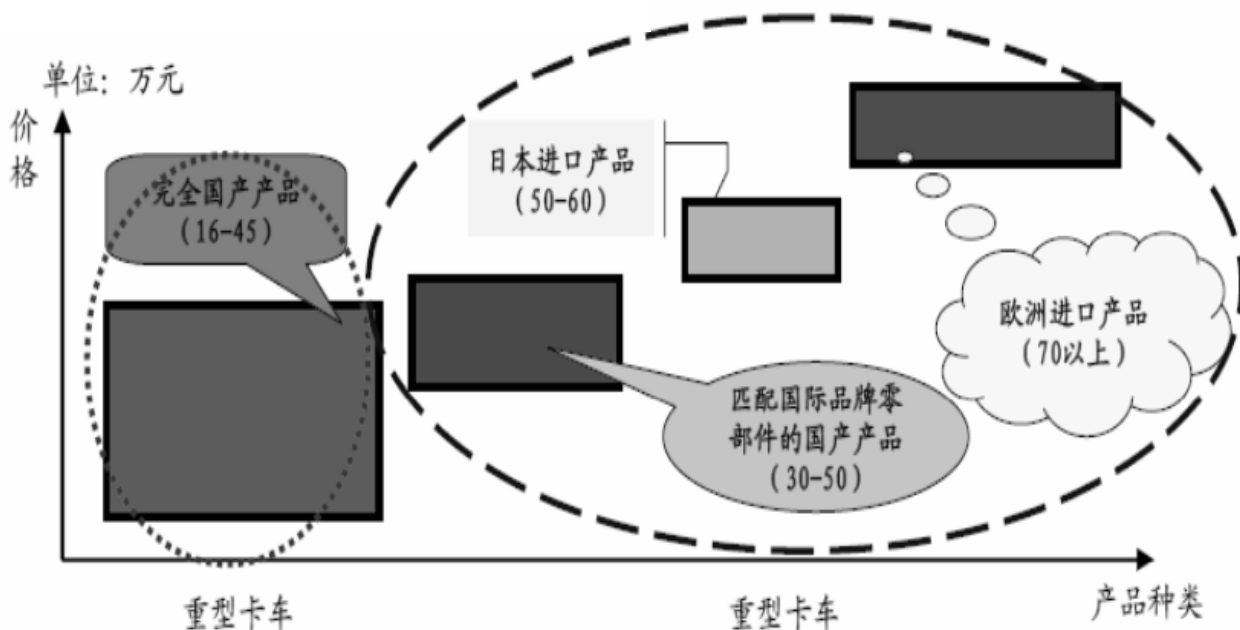 单位：万元
价
格
完全国产产品
（16-45）
日本进口产品
（50-60）
欧洲进口产品
（70以上）
匹配国际品牌零
部件的国产产品
（30-50）
重型卡车
重型卡车
产品种类